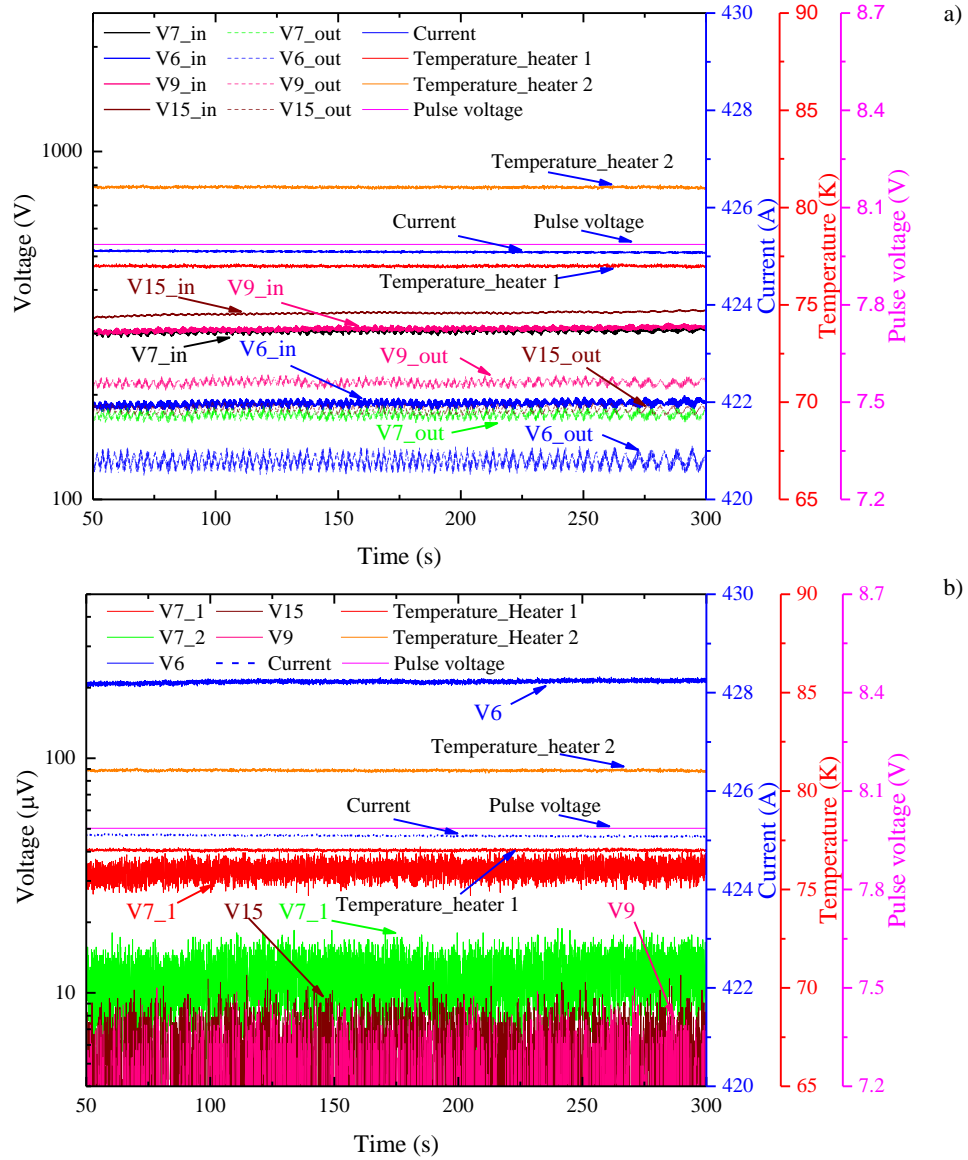 a)
V7_in V7_out Current
V6_in V6_out Temperature_heater 1
V9_in V9_out Temperature_heater 2
V15_in V15_out Pulse voltage
Voltage (V)
1000
100
Temperature_heater 2
Current Pulse voltage
Temperature_heater 1
V15_in V9_in
V7_in V6_in
V9_out V15_out
V7_out V6_out
50 100 150 200 250 300
Time (s)
430
428
426
424
422
420
Current (A)
90
85
80
75
70
65
Temperature (K)
8.7
8.4
8.1
7.8
7.5
7.2
Pulse voltage (V)
b)
V7_1 V15 Temperature_Heater 1
V7_2 V9 Temperature_Heater 2
V6 Current Pulse voltage
Voltage (µV)
100
10
V6
Temperature_heater 2
Current Pulse voltage
Temperature_heater 1
V7_1 V15 V7_1 V9
50 100 150 200 250 300
Time (s)
430
428
426
424
422
420
Current (A)
90
85
80
75
70
65
Temperature (K)
8.7
8.4
8.1
7.8
7.5
7.2
Pulse voltage (V)